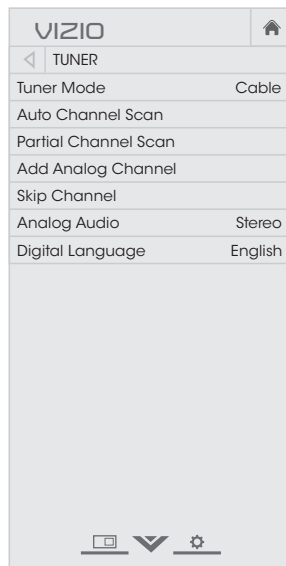 VIZIO
TUNER
Tuner Mode Cable
Auto Channel Scan
Partial Channel Scan
Add Analog Channel
Skip Channel
Analog Audio Stereo
Digital Language English